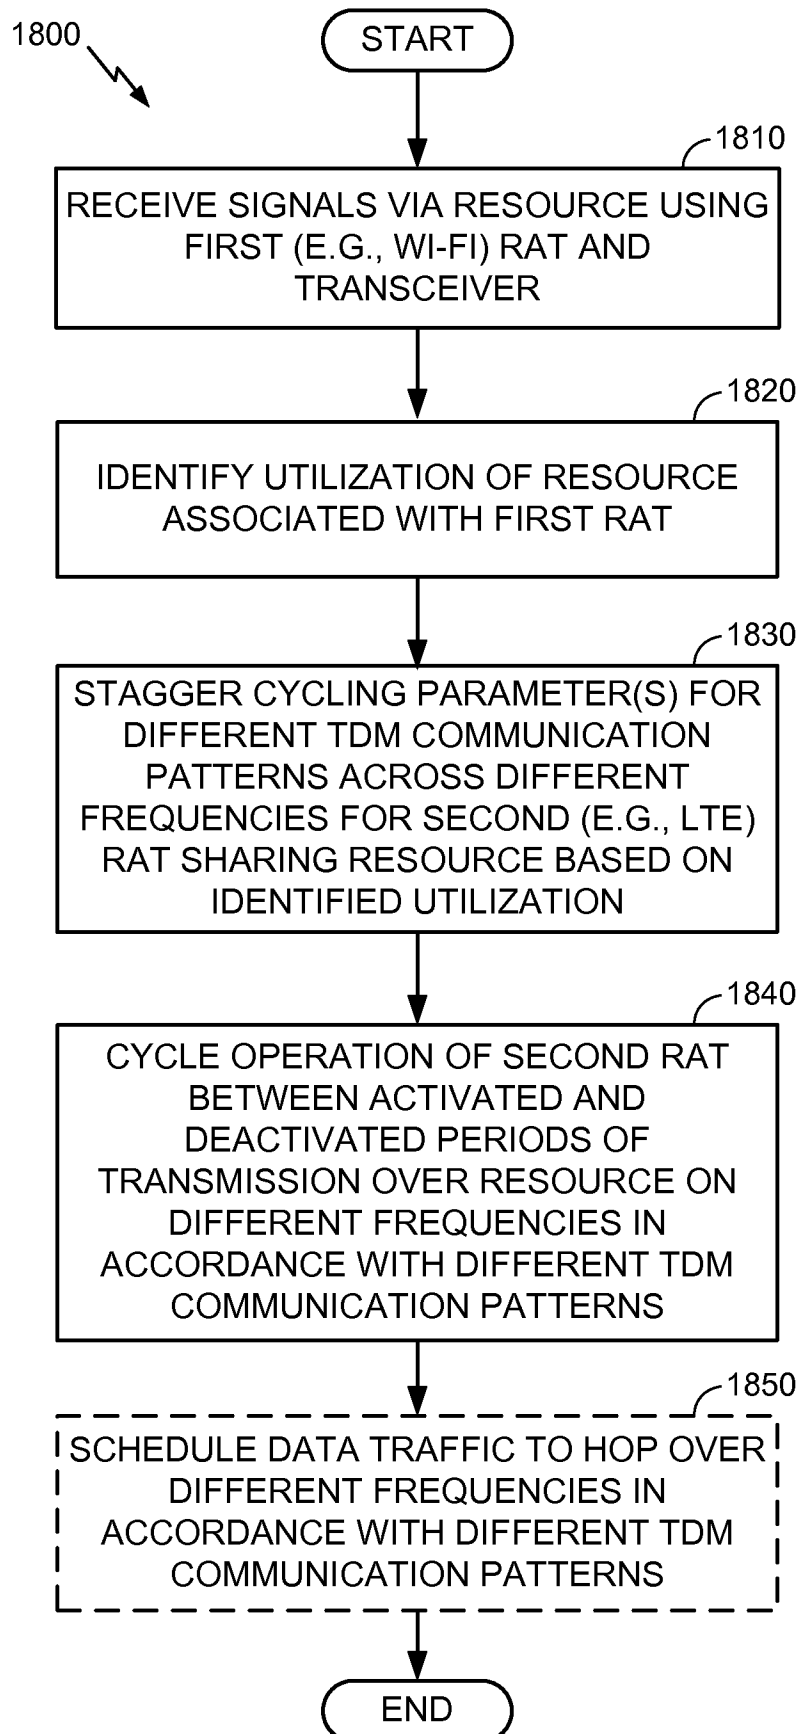 1800
START
1810
RECEIVE SIGNALS VIA RESOURCE USING
FIRST (E.G., WI-FI) RAT AND
TRANSCEIVER
1820
IDENTIFY UTILIZATION OF RESOURCE
ASSOCIATED WITH FIRST RAT
1830
STAGGER CYCLING PARAMETER(S) FOR
DIFFERENT TDM COMMUNICATION
PATTERNS ACROSS DIFFERENT
FREQUENCIES FOR SECOND (E.G., LTE)
RAT SHARING RESOURCE BASED ON
IDENTIFIED UTILIZATION
1840
CYCLE OPERATION OF SECOND RAT
BETWEEN ACTIVATED AND
DEACTIVATED PERIODS OF
TRANSMISSION OVER RESOURCE ON
DIFFERENT FREQUENCIES IN
ACCORDANCE WITH DIFFERENT TDM
COMMUNICATION PATTERNS
1850
SCHEDULE DATA TRAFFIC TO HOP OVER
DIFFERENT FREQUENCIES IN
ACCORDANCE WITH DIFFERENT TDM
COMMUNICATION PATTERNS
END